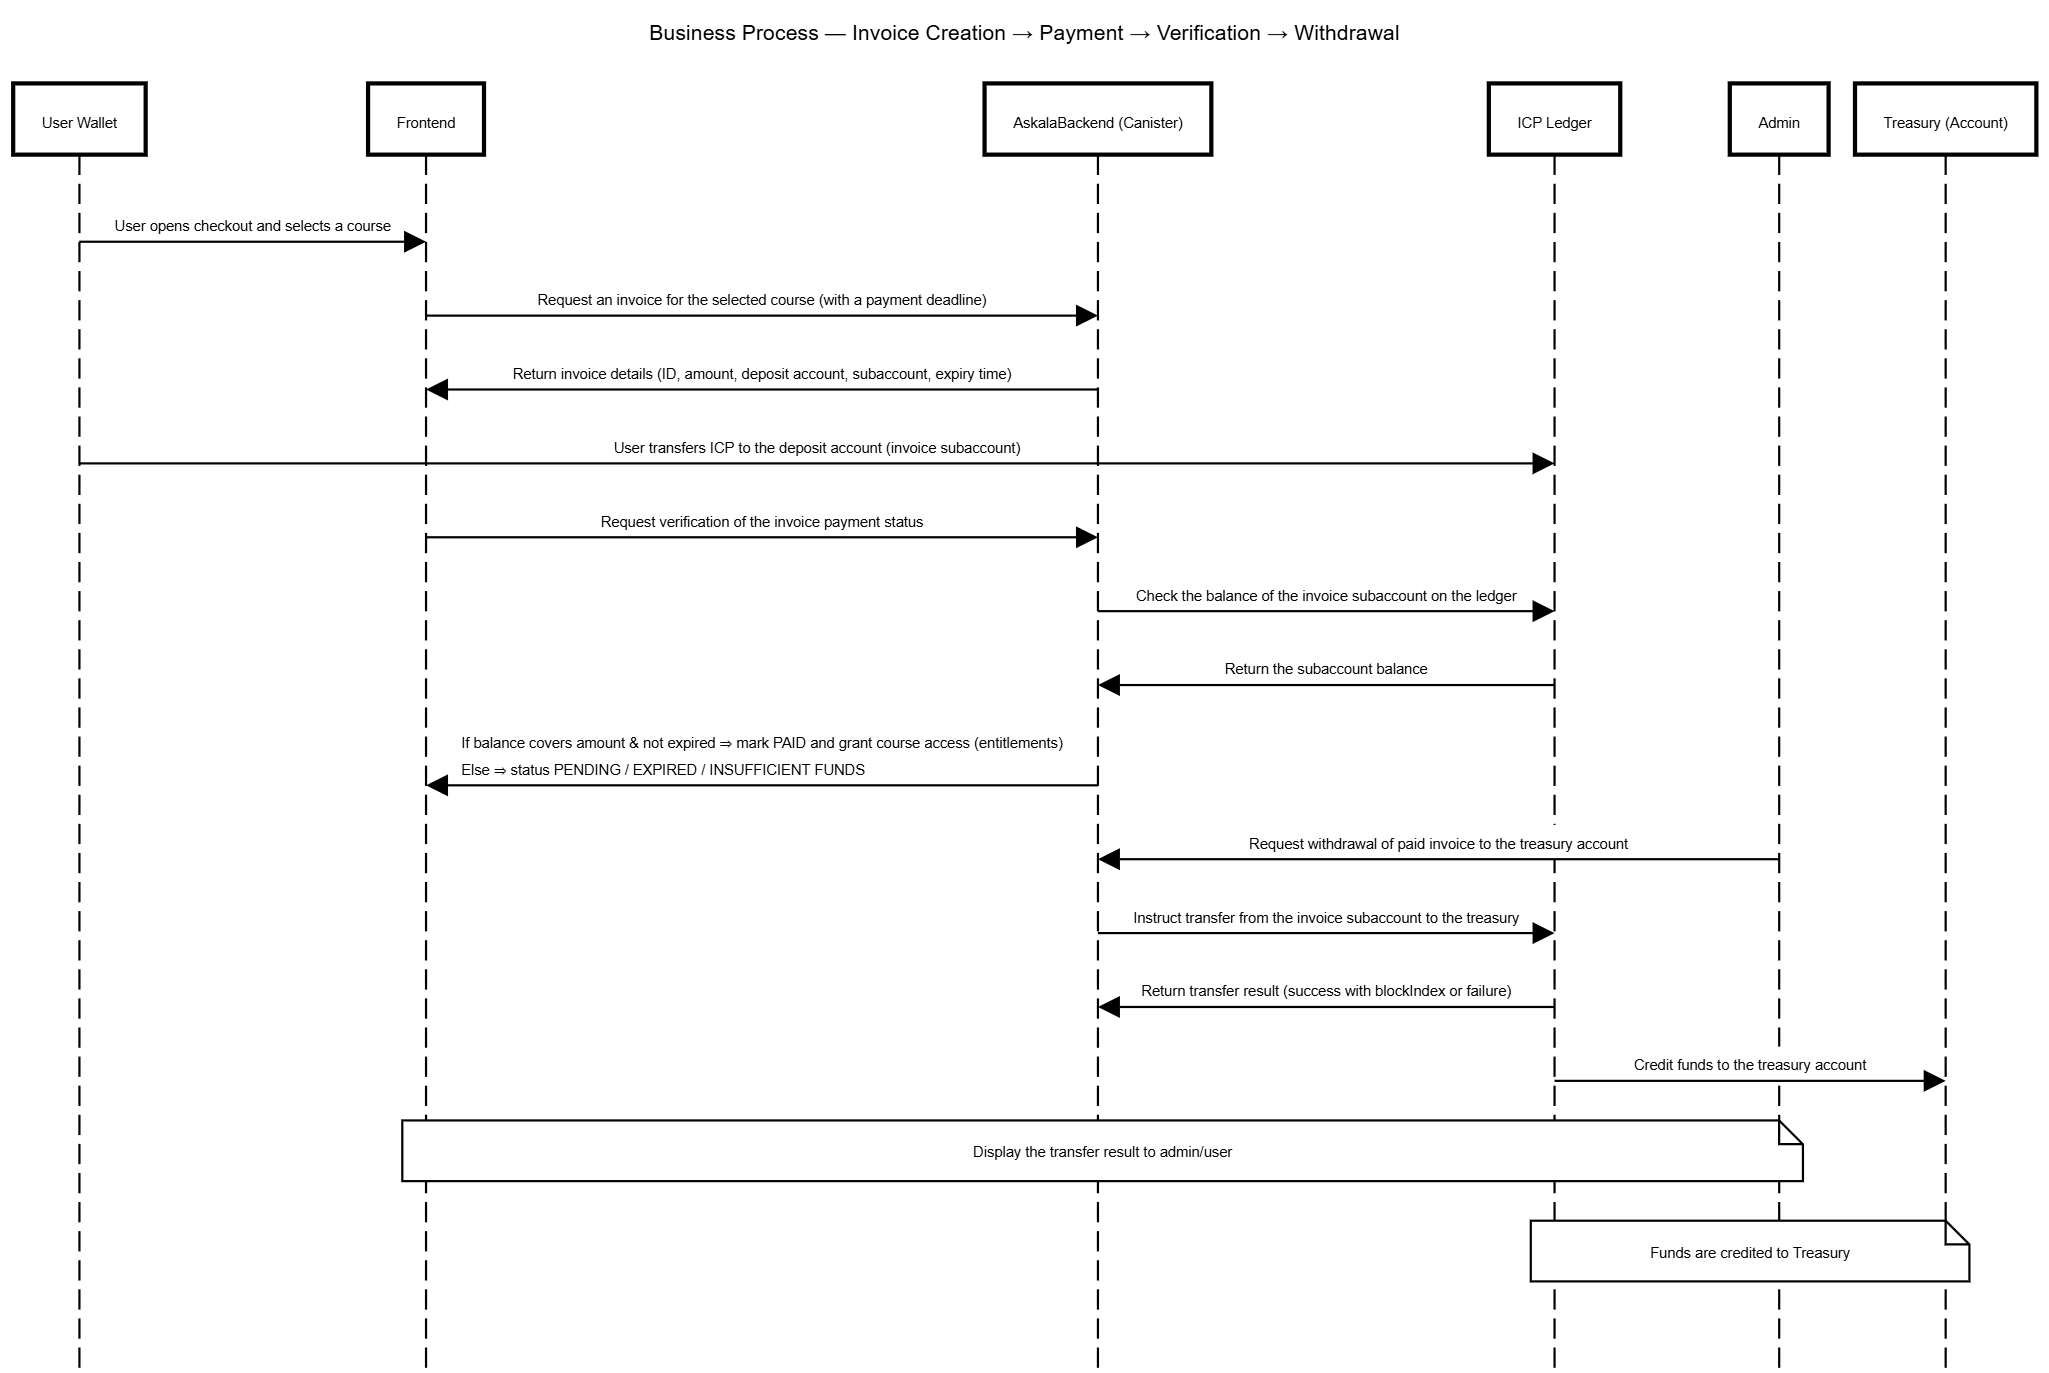 Business Process — Invoice Creation → Payment → Verification → Withdrawal
User Wallet
Frontend
AskalaBackend (Canister)
ICP Ledger
Admin
Treasury (Account)
User opens checkout and selects a course
Request an invoice for the selected course (with a payment deadline)
Return invoice details (ID, amount, deposit account, subaccount, expiry time)
User transfers ICP to the deposit account (invoice subaccount)
Request verification of the invoice payment status
Check the balance of the invoice subaccount on the ledger
Return the subaccount balance
If balance covers amount & not expired ⇒ mark PAID and grant course access (entitlements)
Else ⇒ status PENDING / EXPIRED / INSUFFICIENT FUNDS
Request withdrawal of paid invoice to the treasury account
Instruct transfer from the invoice subaccount to the treasury
Return transfer result (success with blockIndex or failure)
Credit funds to the treasury account
Display the transfer result to admin/user
Funds are credited to Treasury